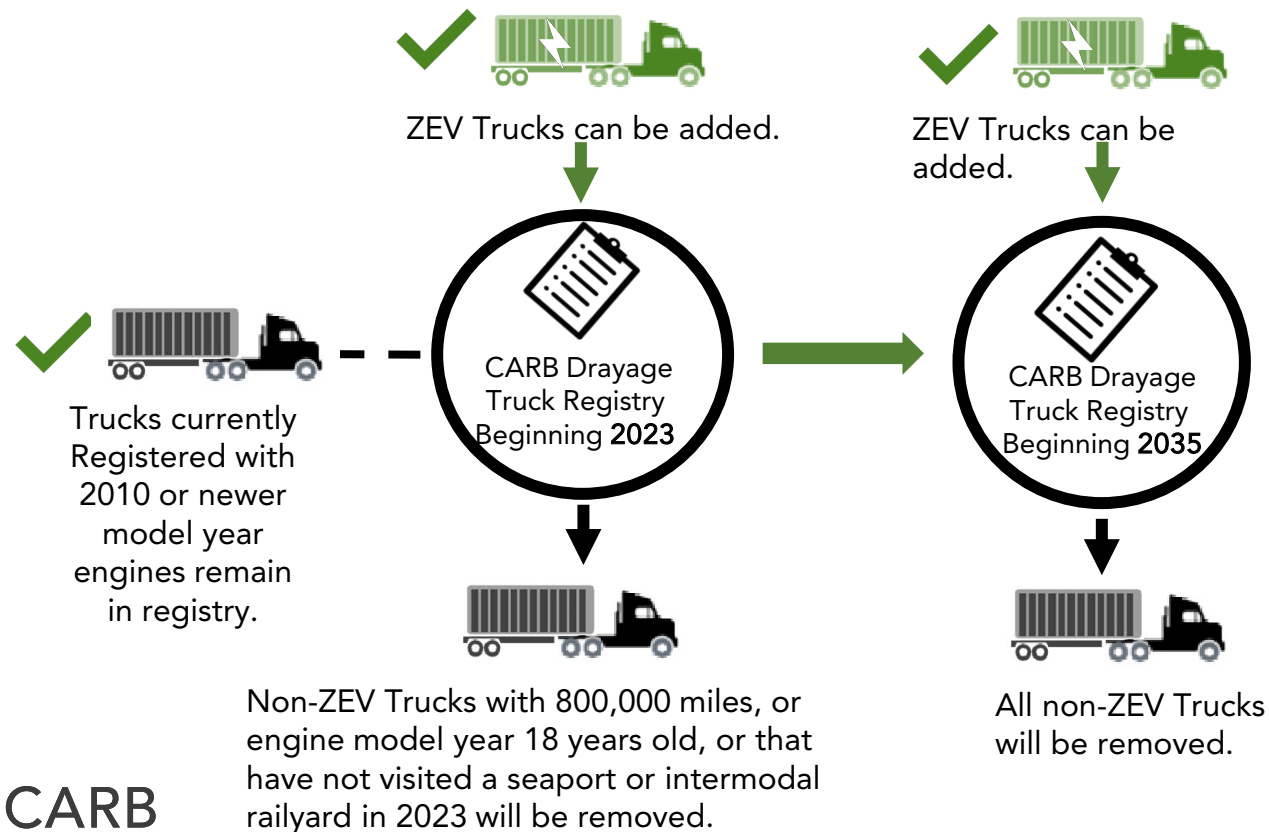 ZEV Trucks can be added.
ZEV Trucks can be
added.
CARB Drayage
Truck Registry
Beginning 2023
CARB Drayage
Truck Registry
Beginning 2035
Trucks currently
Registered with
2010 or newer
model year
engines remain
in registry.
Non-ZEV Trucks with 800,000 miles, or
engine model year 18 years old, or that
have not visited a seaport or intermodal
railyard in 2023 will be removed.
All non-ZEV Trucks
will be removed.
CARB